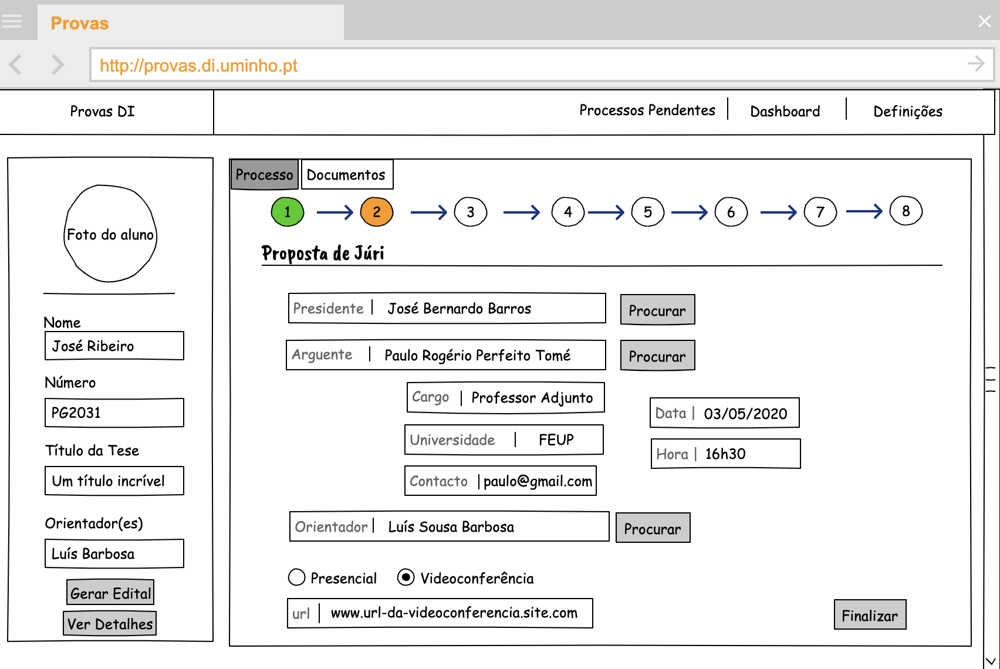 Provas
http://provas.di.uminho.pt
Provas DI
Processos Pendentes
Dashboard
Definições
Foto do aluno
Nome
José Ribeiro
Número
PG2031
Título da Tese
Um título incrível
Orientador(es)
Luís Barbosa
Gerar Edital
Ver Detalhes
Processo
Documentos
1
2
3
4
5
6
7
8
Proposta de Júri
Presidente | José Bernardo Barros
Procurar
Arguente | Paulo Rogério Perfeito Tomé
Procurar
Cargo | Professor Adjunto
Universidade | FEUP
Contacto | paulo@gmail.com
Data | 03/05/2020
Hora | 16h30
Orientador | Luís Sousa Barbosa
Procurar
Presencial
Videoconferência
url | www.url-da-videoconferencia.site.com
Finalizar